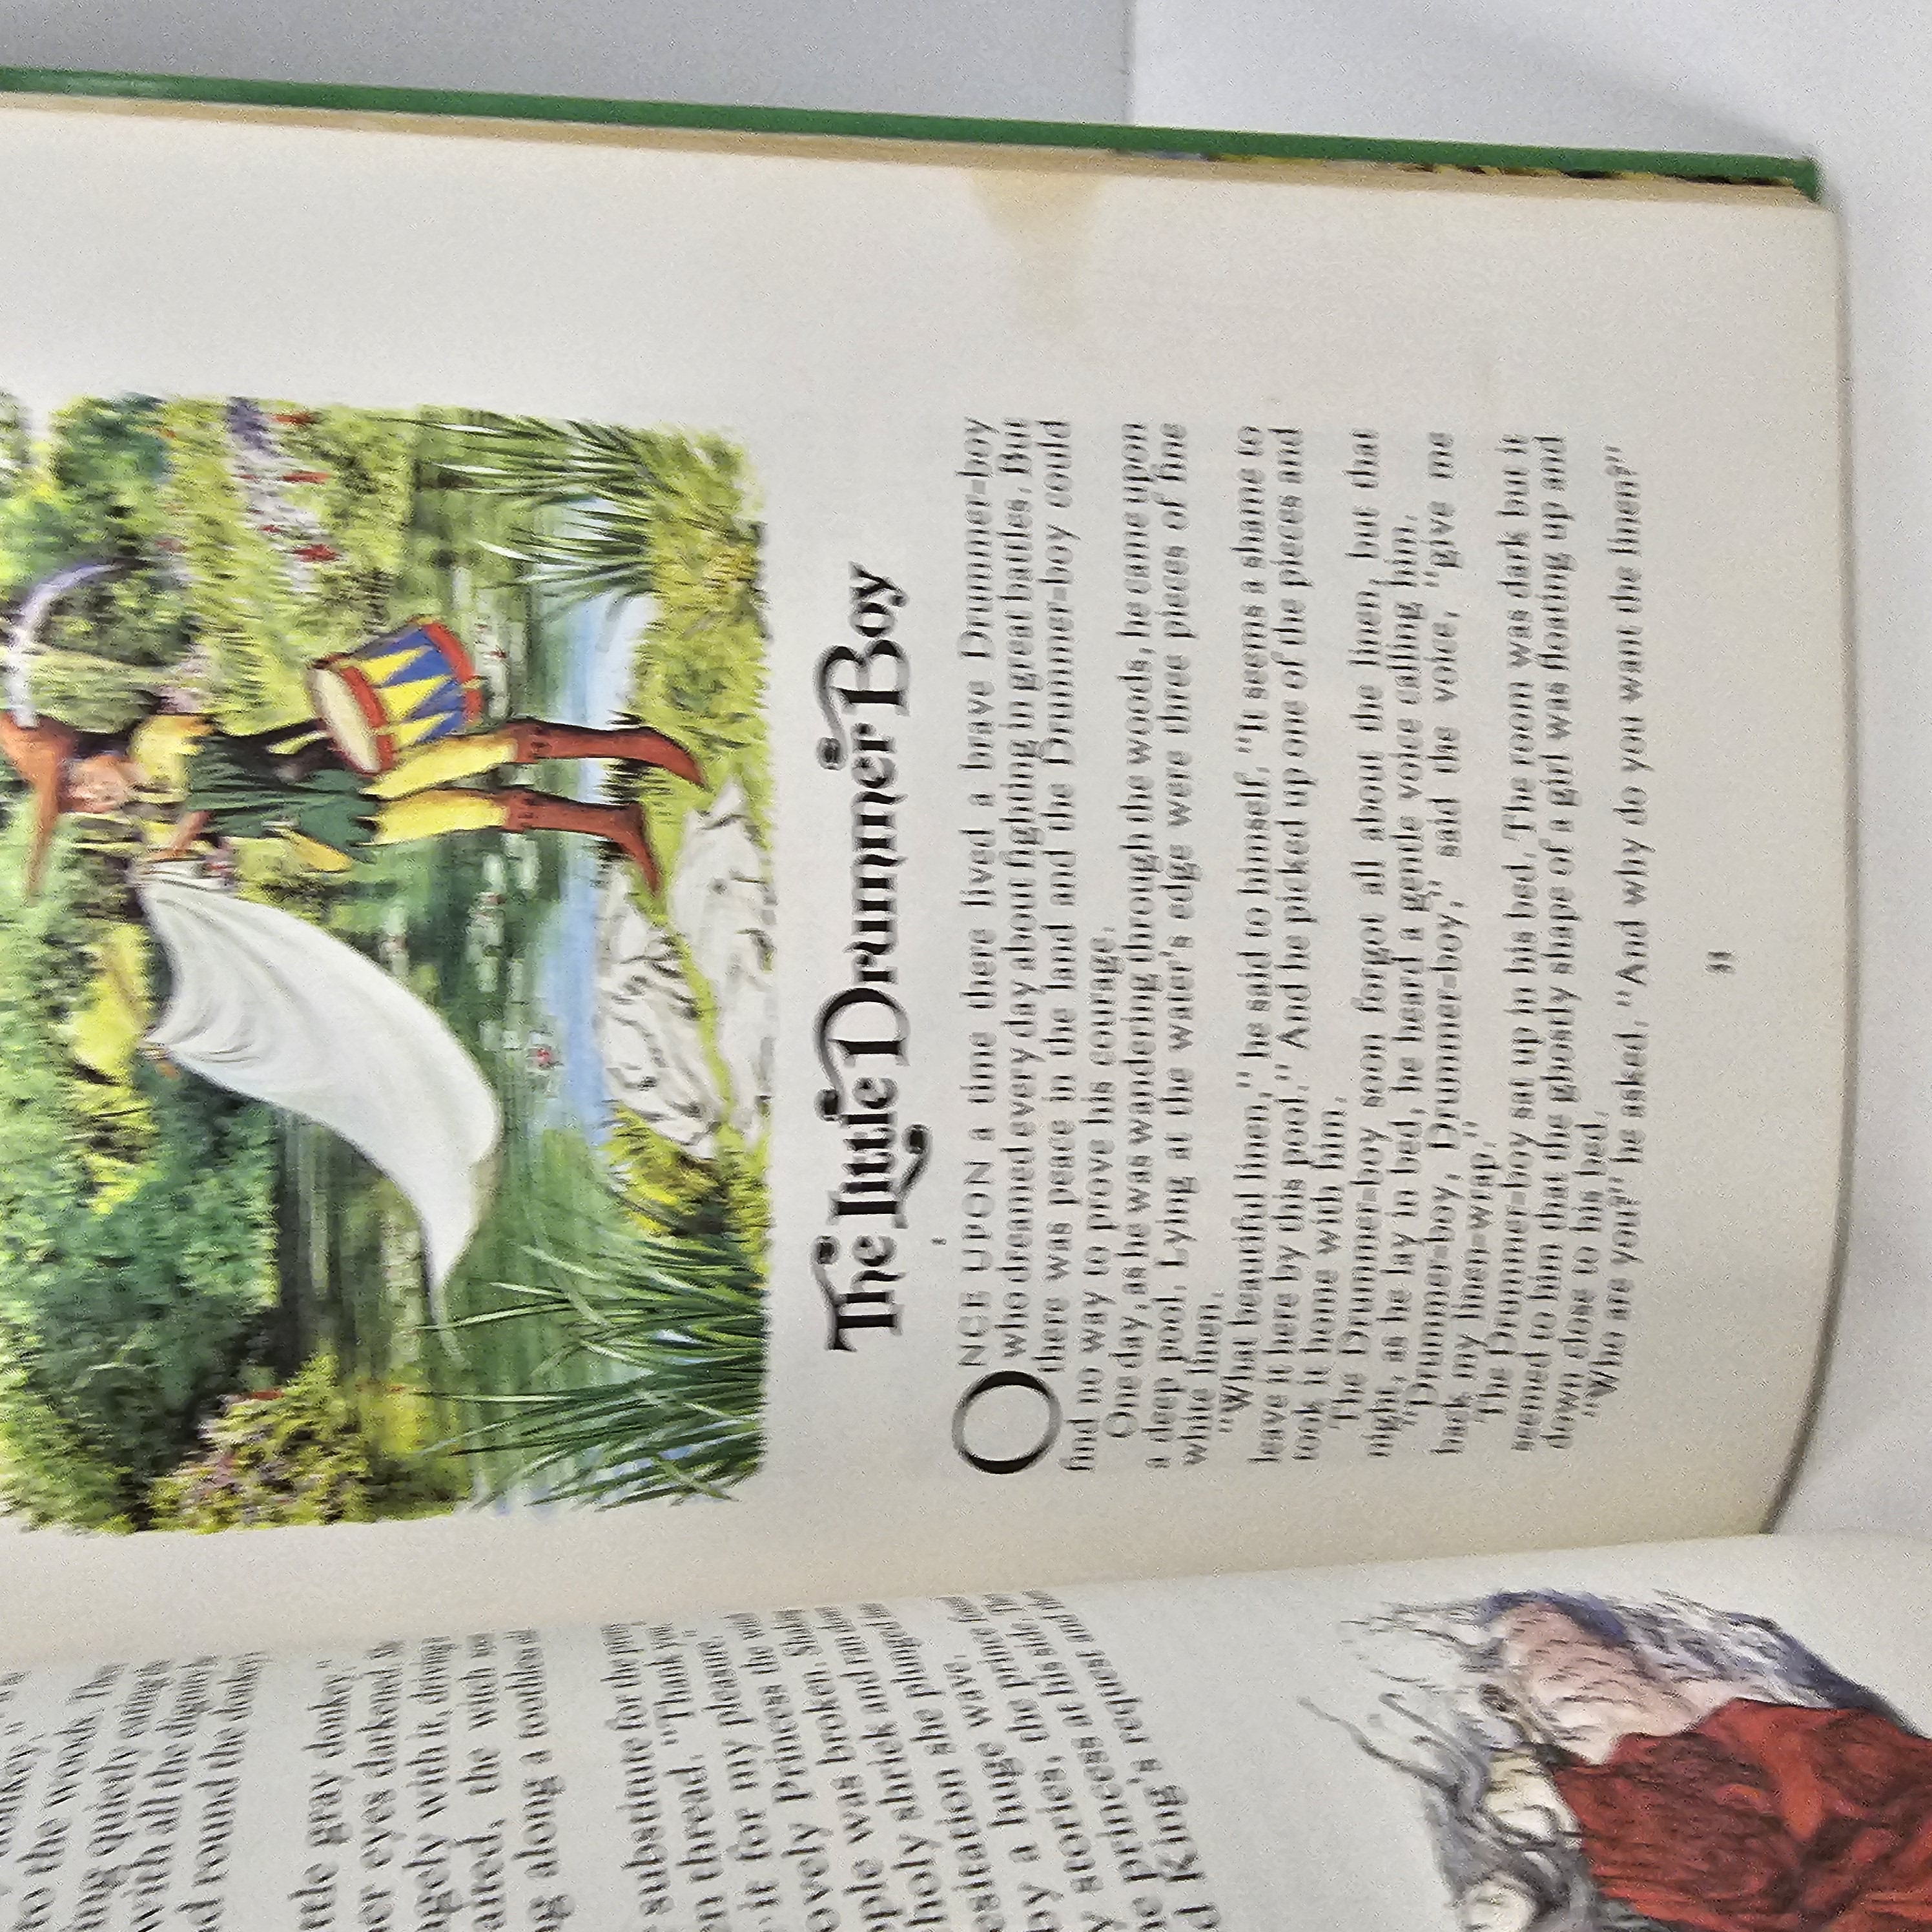 onkey."
to the woods. Then
ing quietly eating the
with all the dignity
d round the donkey's
ttle gray donkey."
er eyes darkened.
gely with it, driving
aited, the witch
ng along a toothless
substitute for the
en thread. "Thank you,
it for my pleasure."
ovely Princess the
ple was broken.
holy shriek and ran down
esitation she plunged into
by a huge wave.
y stories, the prince found
he princess at his side.
d King's request and
The Little Drummer Boy
ONCE UPON a time there lived a brave Drummer-boy
who dreamed every day about fighting in great battles. But
there was peace in the land and the Drummer-boy could
find no way to prove his courage.
One day, as he was wandering through the woods, he came upon
a deep pool. Lying at the water's edge were three pieces of fine
white linen.
"What beautiful linen," he said to himself. "It seems a shame to
leave it here by this pool." And he picked up one of the pieces and
took it home with him.
The Drummer-boy soon forgot all about the linen, but that
night, as he lay in bed, he heard a gentle voice calling him.
"Drummer-boy, Drummer-boy," said the voice, "give me
back my linen-wrap."
The Drummer-boy sat up in his bed. The room was dark but it
seemed to him that the ghostly shape of a girl was floating up and
down close to his bed.
"Who are you?" he asked. "And why do you want the linen?"